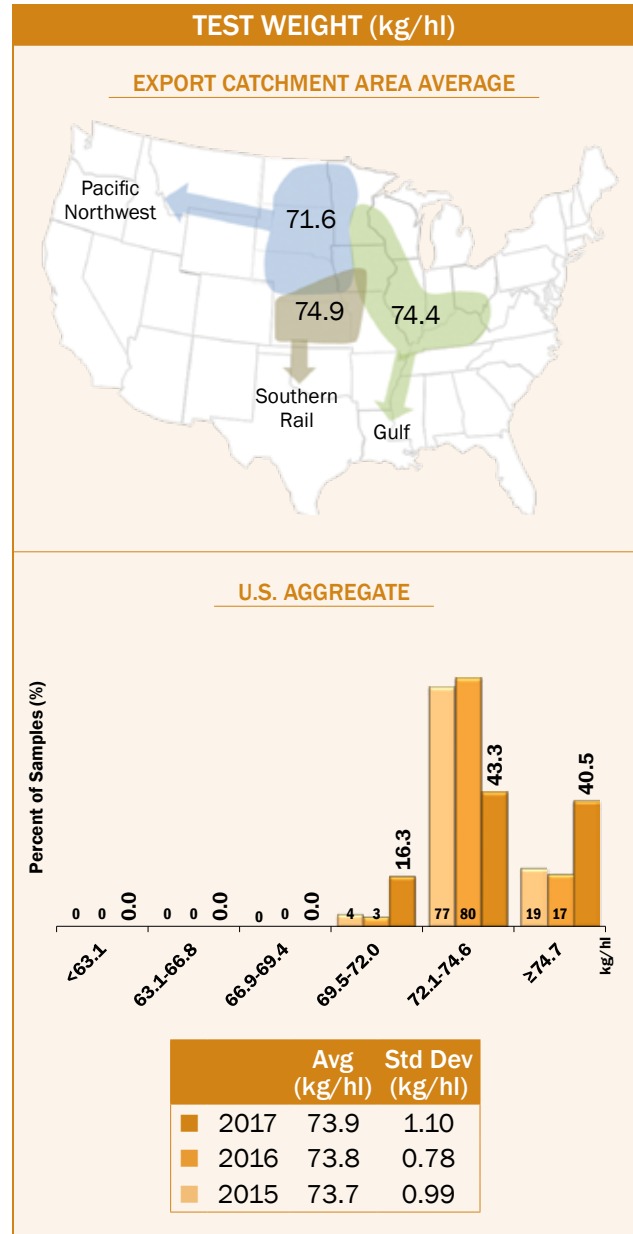 TEST WEIGHT (kg/hl)
EXPORT CATCHMENT AREA AVERAGE
Pacific
Northwest
71.6
74.9
74.4
Southern
Rail
Gulf
U.S. AGGREGATE
Percent of Samples (%)
0 0 0.0
0 0 0.0
0 0 0.0
4 3 16.3
77 80 43.3
19 17 40.5
<63.1
63.1-66.8
66.9-69.4
69.5-72.0
72.1-74.6
≥74.7
kg/hl
Avg Std Dev
(kg/hl) (kg/hl)
2017 73.9 1.10
2016 73.8 0.78
2015 73.7 0.99